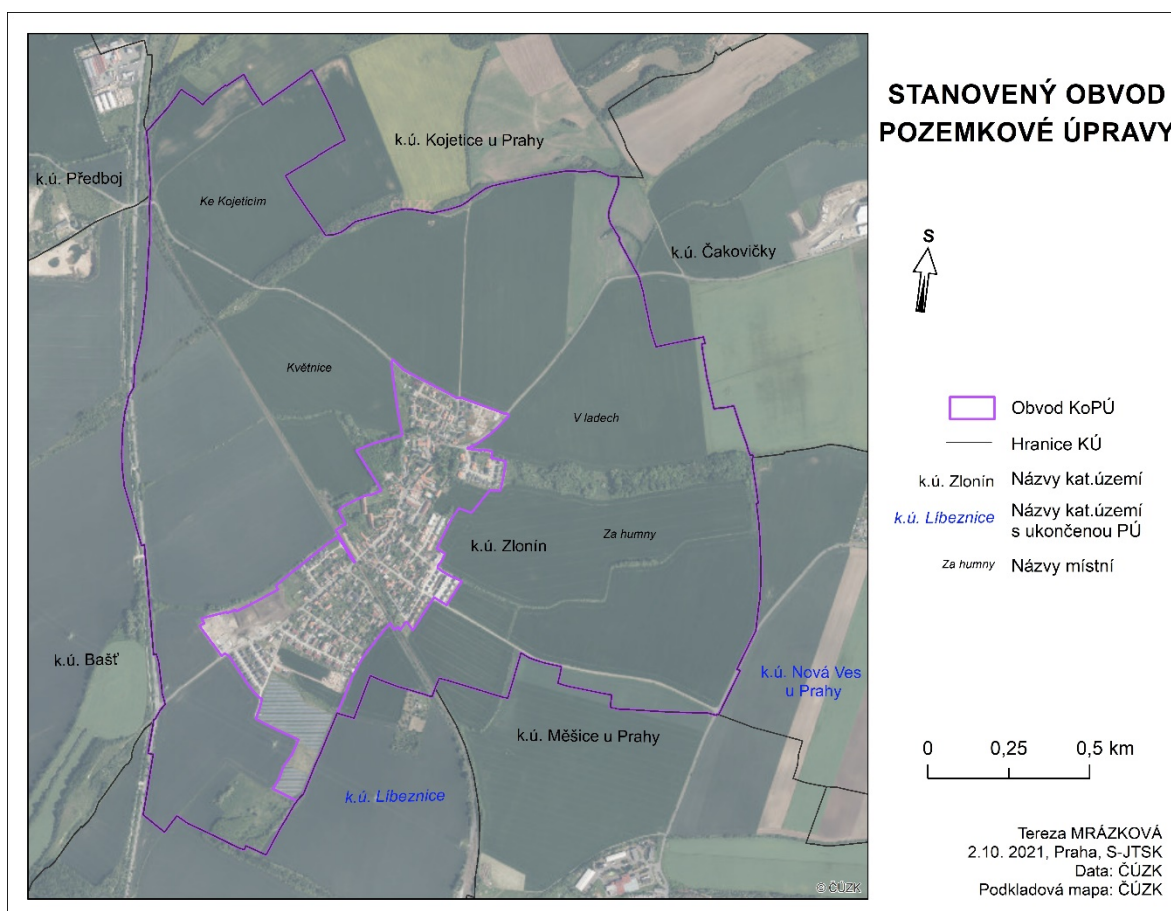 STANOVENÝ OBVOD
POZEMKOVÉ ÚPRAVY
k.ú. Kojetice u Prahy
k.ú. Předboj
Ke Kojeticím
k.ú. Čakovičky
S
Květnice
V ladech
Obvod KoPÚ
Hranice KÚ
k.ú. Zlonín Názvy kat.území
k.ú. Líbeznice Názvy kat.území
s ukončenou PÚ
Za humny Názvy místní
Za humny
k.ú. Zlonín
k.ú. Bašť
k.ú. Nová Ves
u Prahy
k.ú. Měšice u Prahy
k.ú. Líbeznice
0 0,25 0,5 km
Tereza MRÁZKOVÁ
2.10. 2021, Praha, S-JTSK
Data: ČÚZK
Podkladová mapa: ČÚZK
© ČÚZK